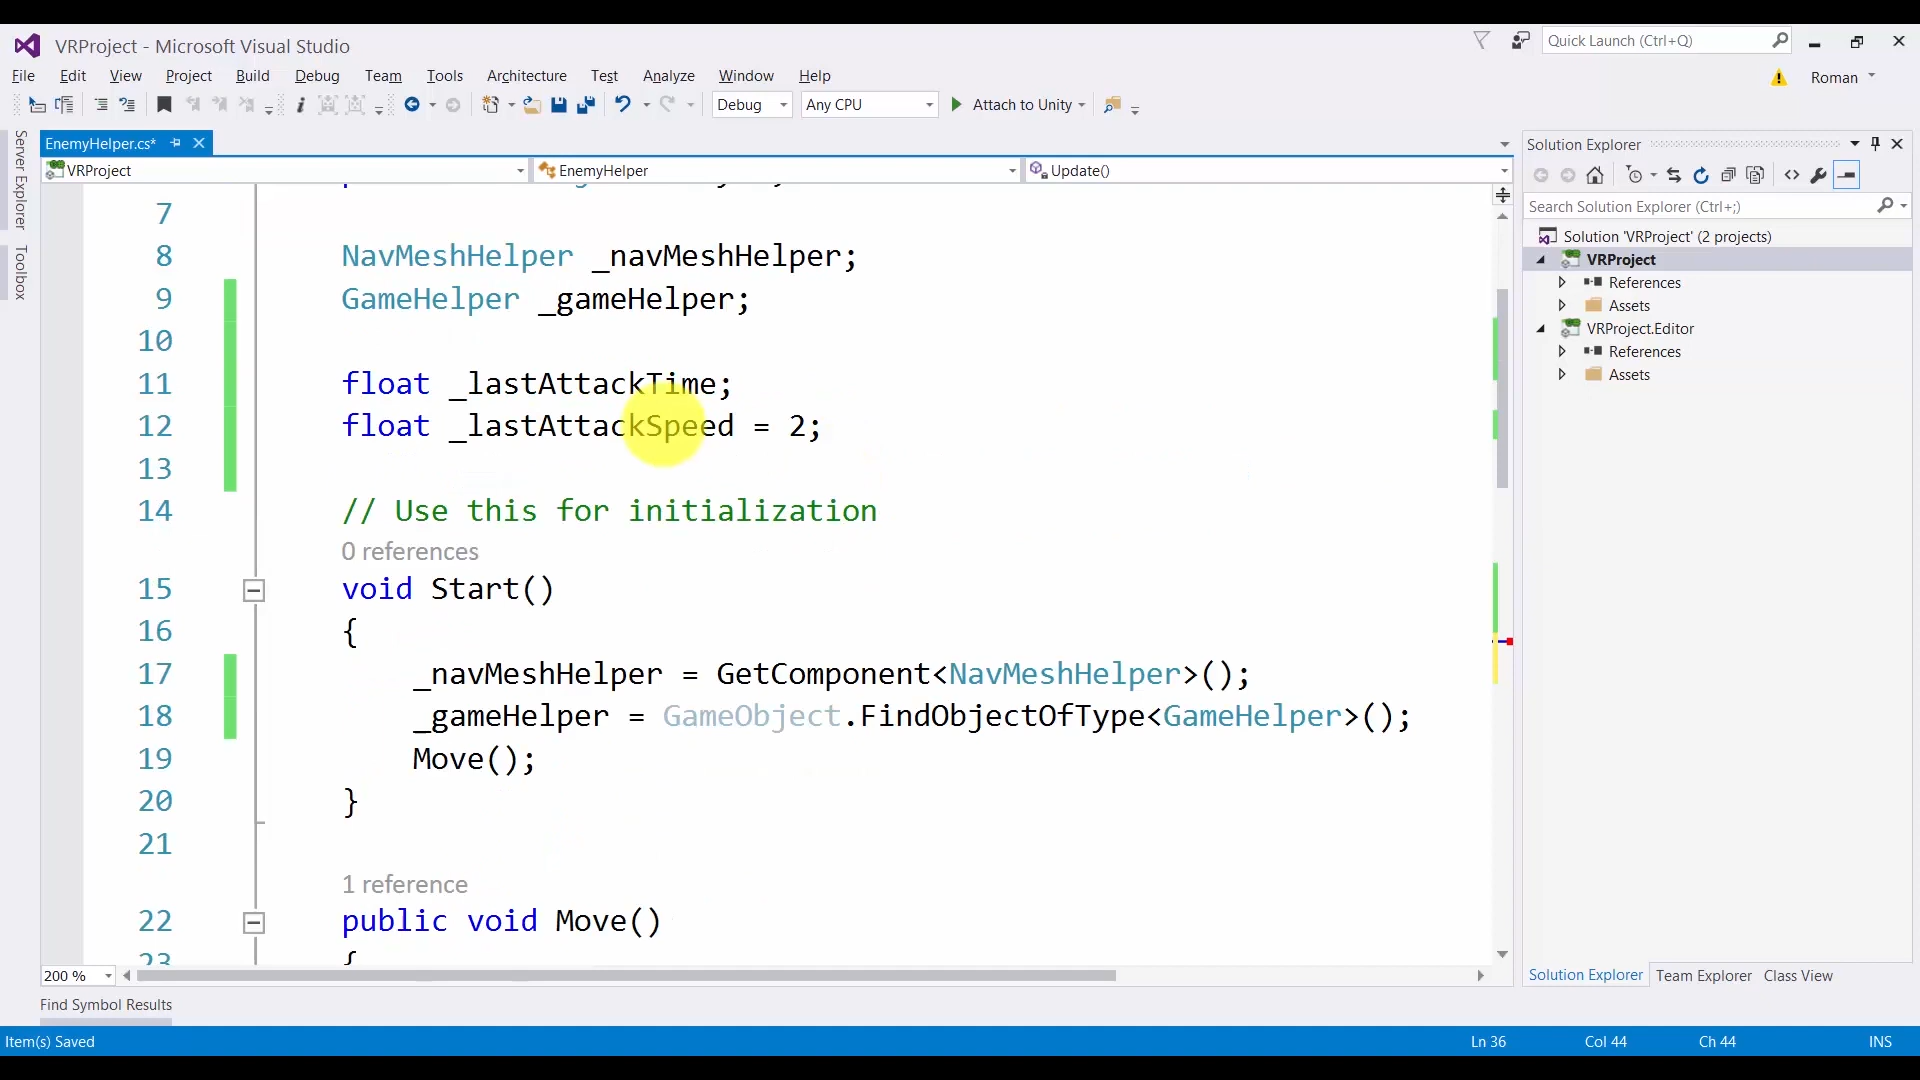 VRProject - Microsoft Visual Studio
Quick Launch (Ctrl+Q)
File Edit View Project Build Debug Team Tools Architecture Test Analyze Window Help
Roman
Debug Any CPU Attach to Unity
Server Explorer
Toolbox
EnemyHelper.cs*
VRProject EnemyHelper Update()
7
8 NavMeshHelper _navMeshHelper;
9 GameHelper _gameHelper;
10
11 float _lastAttackTime;
12 float _lastAttackSpeed = 2;
13
14 // Use this for initialization
0 references
15 void Start()
16 {
17 _navMeshHelper = GetComponent<NavMeshHelper>();
18 _gameHelper = GameObject.FindObjectOfType<GameHelper>();
19 Move();
20 }
21
1 reference
22 public void Move()
23 {
200 %
Find Symbol Results
Solution Explorer
Search Solution Explorer (Ctrl+;)
Solution 'VRProject' (2 projects)
VRProject
References
Assets
VRProject.Editor
References
Assets
Solution Explorer Team Explorer Class View
Item(s) Saved Ln 36 Col 44 Ch 44 INS